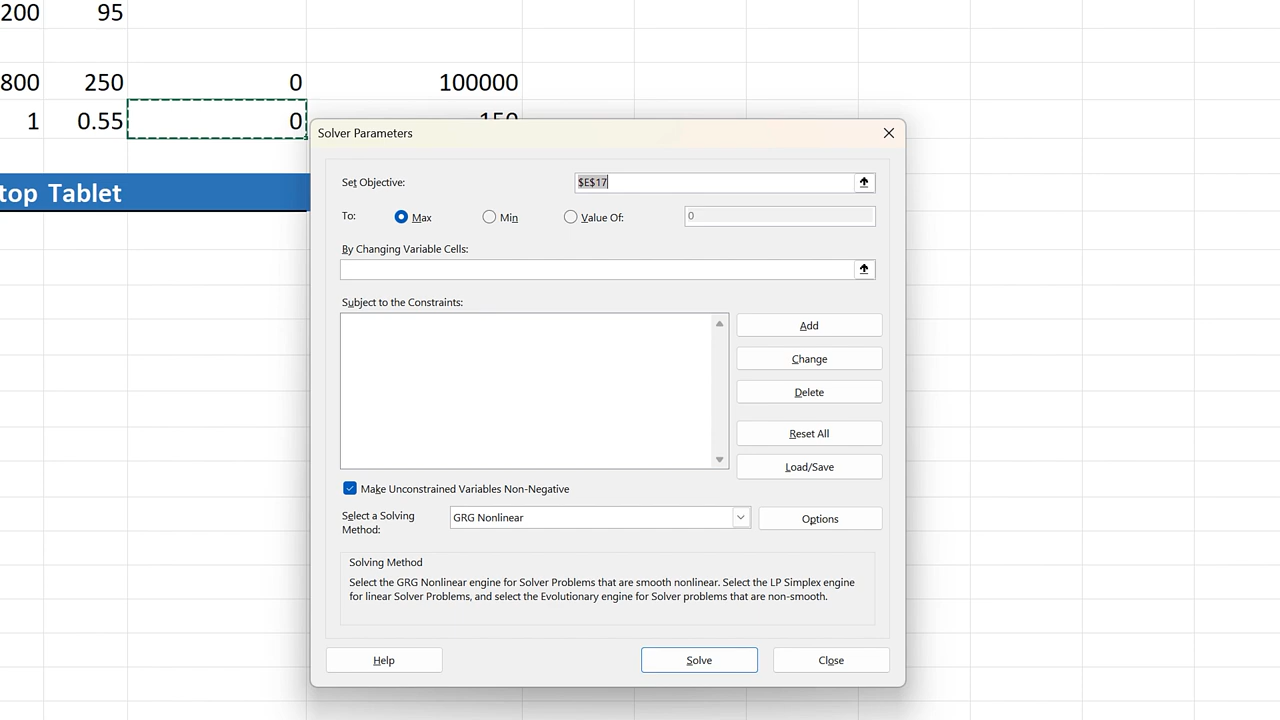 200 95
800 250 0 100000
1 0.55 0 150
top Tablet
Solver Parameters
Set Objective: $E$17
To: Max Min Value Of: 0
By Changing Variable Cells:
Subject to the Constraints:
Add
Change
Delete
Reset All
Load/Save
Make Unconstrained Variables Non-Negative
Select a Solving
Method:
GRG Nonlinear
Options
Solving Method
Select the GRG Nonlinear engine for Solver Problems that are smooth nonlinear. Select the LP Simplex engine
for linear Solver Problems, and select the Evolutionary engine for Solver problems that are non-smooth.
Help Solve Close